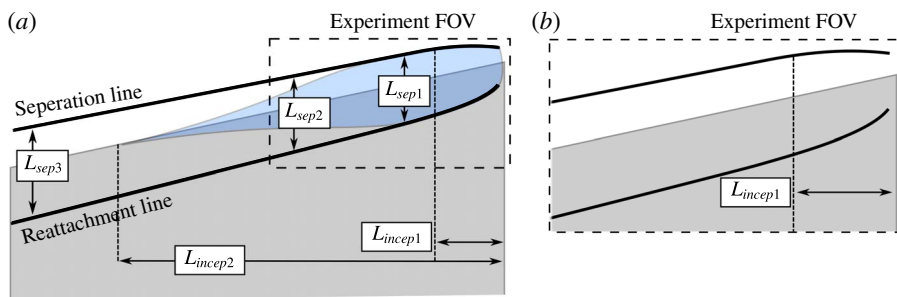 (a)
Experiment FOV
Seperation line
L_sep1
L_sep2
L_sep3
Reattachment line
L_incep1
L_incep2
(b)
Experiment FOV
L_incep1